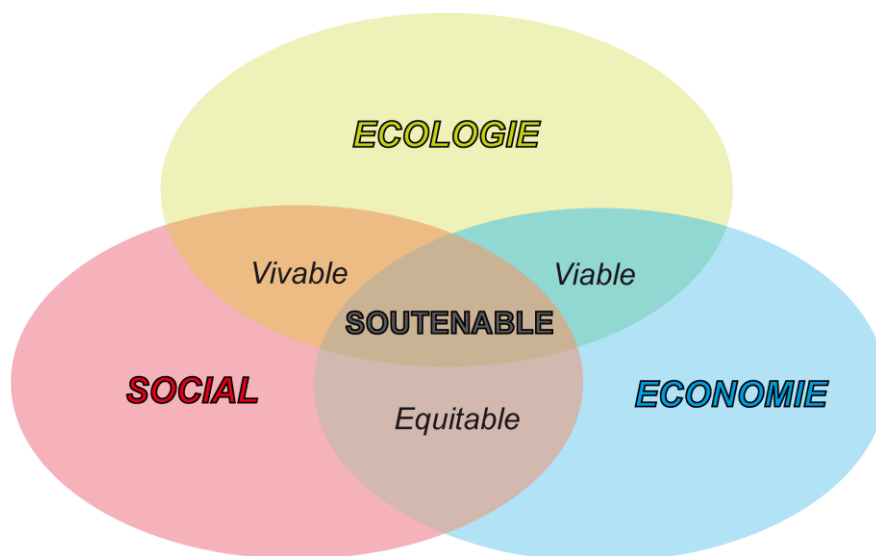 ECOLOGIE
Vivable
Viable
SOUTENABLE
SOCIAL
ECONOMIE
Equitable